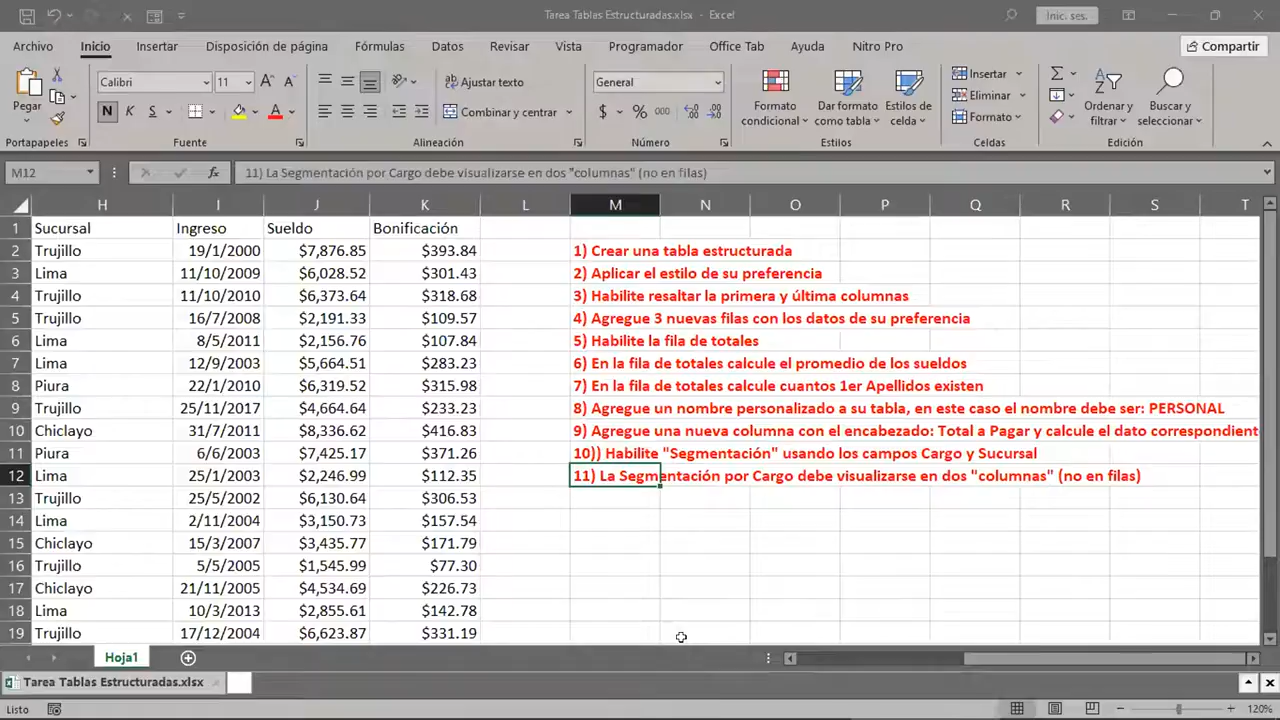 Tarea Tablas Estructuradas.xlsx - Excel
Inic. ses.
Archivo Inicio Insertar Disposición de página Fórmulas Datos Revisar Vista Programador Office Tab Ayuda Nitro Pro Compartir
Pegar
Calibri 11
N K S
Ajustar texto
Combinar y centrar
General
$ % 000
Formato condicional
Dar formato como tabla
Estilos de celda
Insertar
Eliminar
Formato
Ordenar y filtrar
Buscar y seleccionar
Portapapeles Fuente Alineación Número Estilos Celdas Edición
M12 fx 11) La Segmentación por Cargo debe visualizarse en dos "columnas" (no en filas)
H I J K L M N O P Q R S T
1 Sucursal Ingreso Sueldo Bonificación
2 Trujillo 19/1/2000 $7,876.85 $393.84 1) Crear una tabla estructurada
3 Lima 11/10/2009 $6,028.52 $301.43 2) Aplicar el estilo de su preferencia
4 Trujillo 11/10/2010 $6,373.64 $318.68 3) Habilite resaltar la primera y última columnas
5 Trujillo 16/7/2008 $2,191.33 $109.57 4) Agregue 3 nuevas filas con los datos de su preferencia
6 Lima 8/5/2011 $2,156.76 $107.84 5) Habilite la fila de totales
7 Lima 12/9/2003 $5,664.51 $283.23 6) En la fila de totales calcule el promedio de los sueldos
8 Piura 22/1/2010 $6,319.52 $315.98 7) En la fila de totales calcule cuantos 1er Apellidos existen
9 Trujillo 25/11/2017 $4,664.64 $233.23 8) Agregue un nombre personalizado a su tabla, en este caso el nombre debe ser: PERSONAL
10 Chiclayo 31/7/2011 $8,336.62 $416.83 9) Agregue una nueva columna con el encabezado: Total a Pagar y calcule el dato correspondient
11 Piura 6/6/2003 $7,425.17 $371.26 10)) Habilite "Segmentación" usando los campos Cargo y Sucursal
12 Lima 25/1/2003 $2,246.99 $112.35 11) La Segmentación por Cargo debe visualizarse en dos "columnas" (no en filas)
13 Trujillo 25/5/2002 $6,130.64 $306.53
14 Lima 2/11/2004 $3,150.73 $157.54
15 Chiclayo 15/3/2007 $3,435.77 $171.79
16 Trujillo 5/5/2005 $1,545.99 $77.30
17 Chiclayo 21/11/2005 $4,534.69 $226.73
18 Lima 10/3/2013 $2,855.61 $142.78
19 Trujillo 17/12/2004 $6,623.87 $331.19
Hoja1
Tarea Tablas Estructuradas.xlsx
Listo 120%